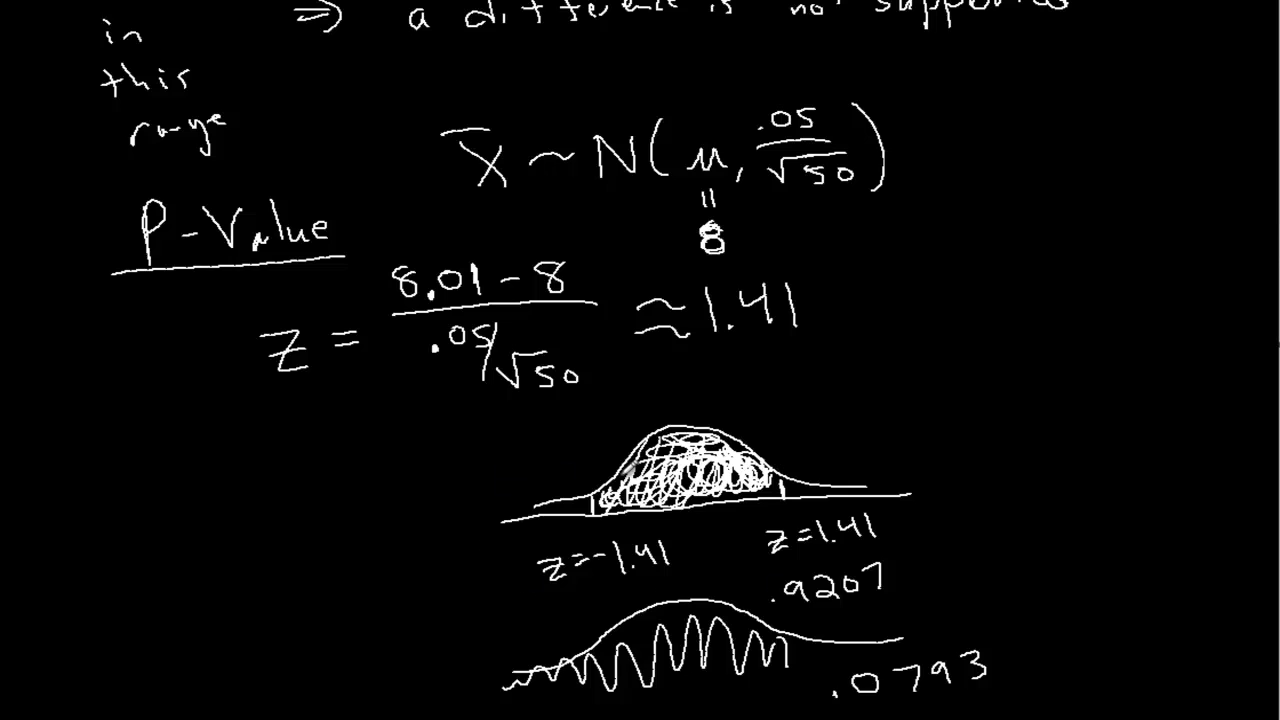 in
this
range
⇒ a difference is not supported
X̄ ~ N(μ, .05/√50)
=
8
P-Value
z = (8.01 - 8)/(.05/√50) ≈ 1.41
z=-1.41
z=1.41
.9207
.0793